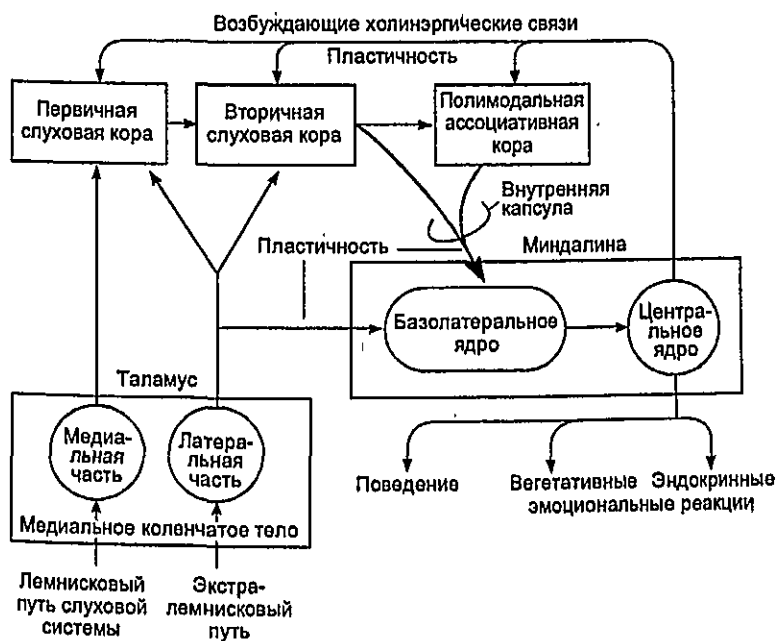 Возбуждающие холинэргические связи
Пластичность
Первичная
слуховая кора
Вторичная
слуховая кора
Полимодальная
ассоциативная
кора
Внутренняя
капсула
Пластичность
Миндалина
Базолатеральное
ядро
Центра-
льное
ядро
Таламус
Медиа-
льная
часть
Латера-
льная
часть
Медиальное коленчатое тело
Поведение
Вегетативные Эндокринные
эмоциональные реакции
Лемнисковый
путь слуховой
системы
Экстра-
лемнисковый
путь